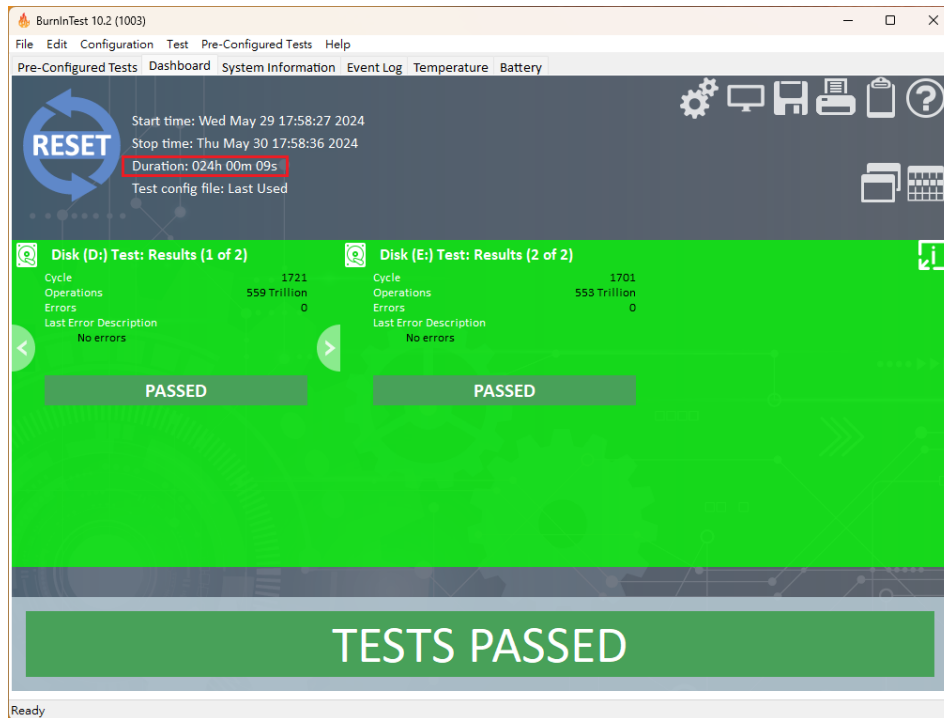 BurnInTest 10.2 (1003)
File Edit Configuration Test Pre-Configured Tests Help
Pre-Configured Tests Dashboard System Information Event Log Temperature Battery
RESET
Start time: Wed May 29 17:58:27 2024
Stop time: Thu May 30 17:58:36 2024
Duration: 024h 00m 09s
Test config file: Last Used
Disk (D:) Test: Results (1 of 2)
Cycle 1721
Operations 559 Trillion
Errors 0
Last Error Description
No errors
PASSED
Disk (E:) Test: Results (2 of 2)
Cycle 1701
Operations 553 Trillion
Errors 0
Last Error Description
No errors
PASSED
TESTS PASSED
Ready